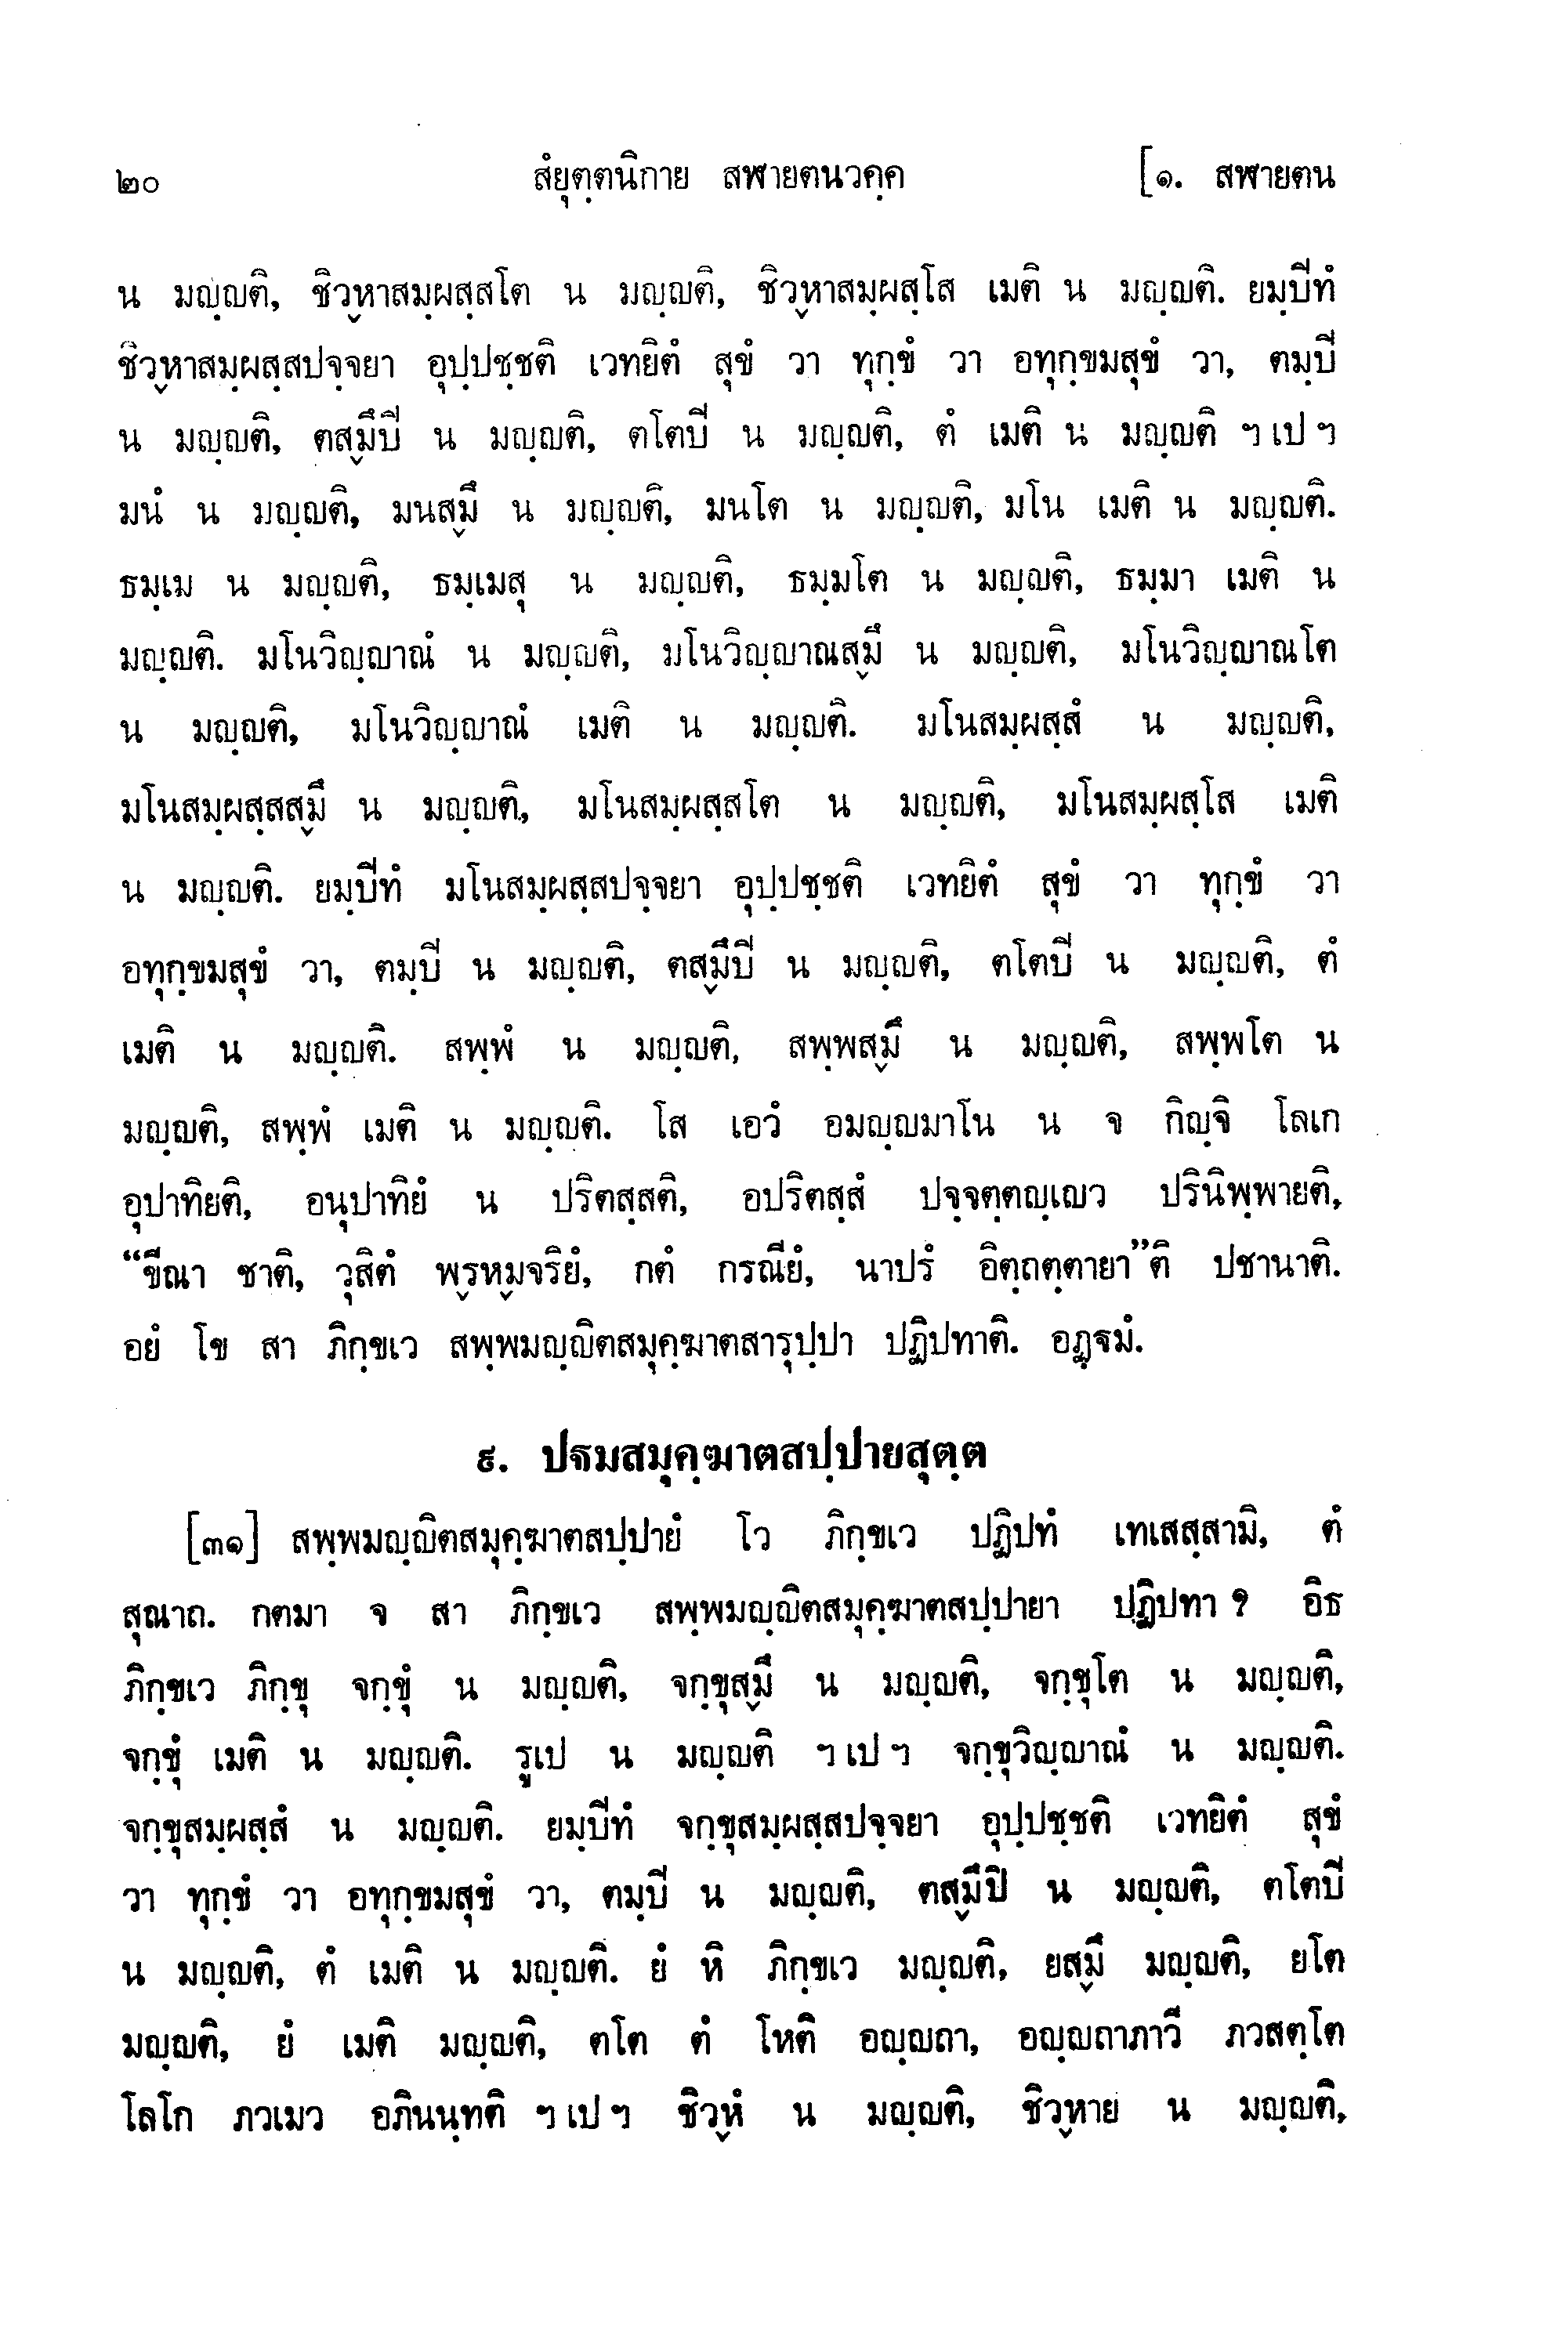 ๒๐ สํยุตฺตนิกาย สฬายตนวคฺค [๑. สฬายตน
น มญฺญติ, ชิวฺหาสมฺผสฺสโต น มญฺญติ, ชิวฺหาสมฺผสฺโส เมติ น มญฺญติ. ยมฺปีทํ
ชิวฺหาสมฺผสฺสปจฺจยา อุปฺปชฺชติ เวทยิตํ สุขํ วา ทุกฺขํ วา อทุกฺขมสุขํ วา, ตมฺปี
น มญฺญติ, ตสฺมึปี น มญฺญติ, ตโตปี น มญฺญติ, ตํ เมติ น มญฺญติ ฯ เป ฯ
มนํ น มญฺญติ, มนสฺมึ น มญฺญติ, มนโต น มญฺญติ, มโน เมติ น มญฺญติ.
ธมฺเม น มญฺญติ, ธมฺเมสุ น มญฺญติ, ธมฺมโต น มญฺญติ, ธมฺมา เมติ น
มญฺญติ. มโนวิญฺญาณํ น มญฺญติ, มโนวิญฺญาณสฺมึ น มญฺญติ, มโนวิญฺญาณโต
น มญฺญติ, มโนวิญฺญาณํ เมติ น มญฺญติ. มโนสมฺผสฺสํ น มญฺญติ,
มโนสมฺผสฺสสฺมึ น มญฺญติ, มโนสมฺผสฺสโต น มญฺญติ, มโนสมฺผสฺโส เมติ
น มญฺญติ. ยมฺปีทํ มโนสมฺผสฺสปจฺจยา อุปฺปชฺชติ เวทยิตํ สุขํ วา ทุกฺขํ วา
อทุกฺขมสุขํ วา, ตมฺปี น มญฺญติ, ตสฺมึปี น มญฺญติ, ตโตปี น มญฺญติ, ตํ
เมติ น มญฺญติ. สพฺพํ น มญฺญติ, สพฺพสฺมึ น มญฺญติ, สพฺพโต น
มญฺญติ, สพฺพํ เมติ น มญฺญติ. โส เอวํ อมญฺญมาโน น จ กิญฺจิ โลเก
อุปาทิยติ, อนุปาทิยํ น ปริตสฺสติ, อปริตสฺสํ ปจฺจตฺตญฺเญว ปรินิพฺพายติ,
“ขีณา ชาติ, วุสิตํ พฺรหฺมจริยํ, กตํ กรณียํ, นาปรํ อิตฺถตฺตายา”ติ ปชานาติ.
อยํ โข สา ภิกฺขเว สพฺพมญฺญิตสมุคฺฆาตสารุปฺปา ปฏิปทาติ. อฏฺฐมํ.
๙. ปฐมสมุคฺฆาตสปฺปายสุตฺต
[๓๑] สพฺพมญฺญิตสมุคฺฆาตสปฺปายํ โว ภิกฺขเว ปฏิปทํ เทเสสฺสามิ, ตํ
สุณาถ. กตมา จ สา ภิกฺขเว สพฺพมญฺญิตสมุคฺฆาตสปฺปายา ปฏิปทา ? อิธ
ภิกฺขเว ภิกฺขุ จกฺขุํ น มญฺญติ, จกฺขุสฺมึ น มญฺญติ, จกฺขุโต น มญฺญติ,
จกฺขุํ เมติ น มญฺญติ. รูเป น มญฺญติ ฯ เป ฯ จกฺขุวิญฺญาณํ น มญฺญติ.
จกฺขุสมฺผสฺสํ น มญฺญติ. ยมฺปีทํ จกฺขุสมฺผสฺสปจฺจยา อุปฺปชฺชติ เวทยิตํ สุขํ
วา ทุกฺขํ วา อทุกฺขมสุขํ วา, ตมฺปี น มญฺญติ, ตสฺมึปิ น มญฺญติ, ตโตปี
น มญฺญติ, ตํ เมติ น มญฺญติ. ยํ หิ ภิกฺขเว มญฺญติ, ยสฺมึ มญฺญติ, ยโต
มญฺญติ, ยํ เมติ มญฺญติ, ตโต ตํ โหติ อญฺญถา, อญฺญถาภาวี ภวสตฺโต
โลโก ภวเมว อภินนฺทติ ฯ เป ฯ ชิวฺหํ น มญฺญติ, ชิวฺหาย น มญฺญติ,